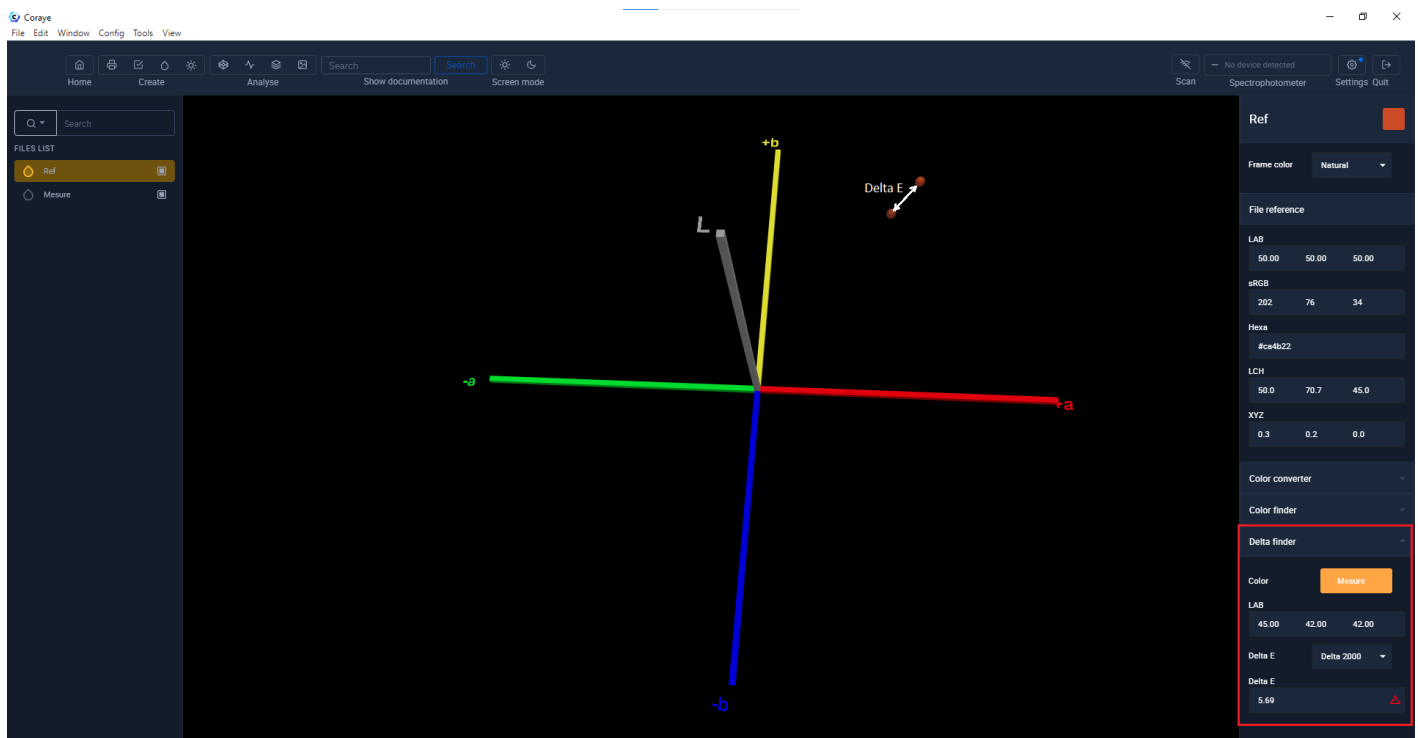 Coraye
File Edit Window Config Tools View
Search Search No device detected
Home Create Analyse Show documentation Screen mode Scan Spectrophotometer Settings Quit
Search
FILES LIST
Ref
Mesure
+b
Delta E
L
-a
+a
-b
Ref
Frame color Natural
File reference
LAB
50.00 50.00 50.00
sRGB
202 76 34
Hexa
#ca4b22
LCH
50.0 70.7 45.0
XYZ
0.3 0.2 0.0
Color converter
Color finder
Delta finder
Color Mesure
LAB
45.00 42.00 42.00
Delta E Delta 2000
Delta E
5.69